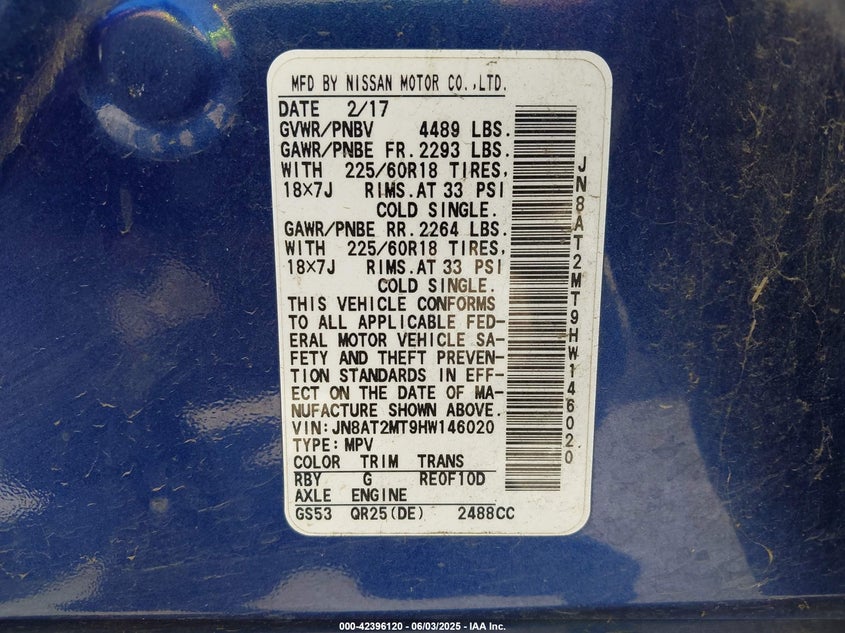 MFD BY NISSAN MOTOR CO.,LTD.
DATE 2/17
GVWR/PNBV 4489 LBS.
GAWR/PNBE FR.2293 LBS.
WITH 225/60R18 TIRES,
18×7J RIMS.AT 33 PSI
COLD SINGLE.
GAWR/PNBE RR.2264 LBS.
WITH 225/60R18 TIRES,
18×7J RIMS.AT 33 PSI
COLD SINGLE.
THIS VEHICLE CONFORMS
TO ALL APPLICABLE FED-
ERAL MOTOR VEHICLE SA-
FETY AND THEFT PREVEN-
TION STANDARDS IN EFF-
ECT ON THE DATE OF MA-
NUFACTURE SHOWN ABOVE.
VIN:JN8AT2MT9HW146020
TYPE:MPV
COLOR TRIM TRANS
RBY G RE0F10D
AXLE ENGINE
GS53 QR25(DE) 2488CC
JN8AT2MT9HW146020
000-42396120 - 06/03/2025 - IAA Inc.